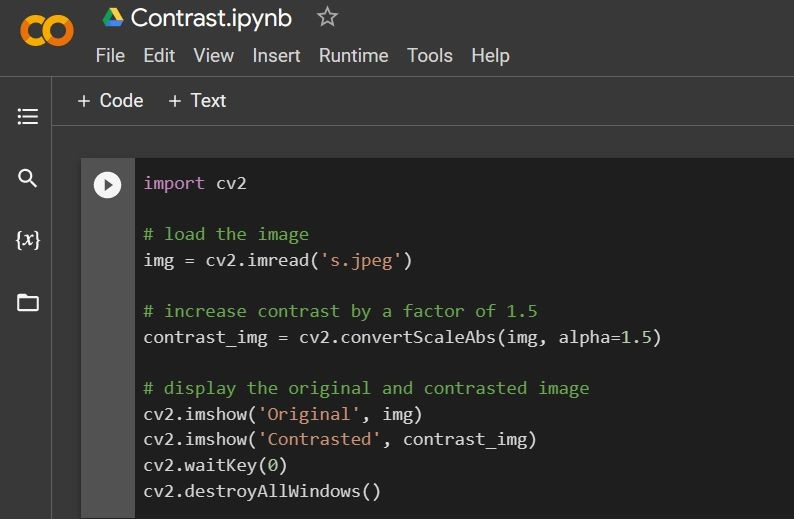 Contrast.ipynb
File Edit View Insert Runtime Tools Help
+ Code + Text
{x}
import cv2
# load the image
img = cv2.imread('s.jpeg')
# increase contrast by a factor of 1.5
contrast_img = cv2.convertScaleAbs(img, alpha=1.5)
# display the original and contrasted image
cv2.imshow('Original', img)
cv2.imshow('Contrasted', contrast_img)
cv2.waitKey(0)
cv2.destroyAllWindows()